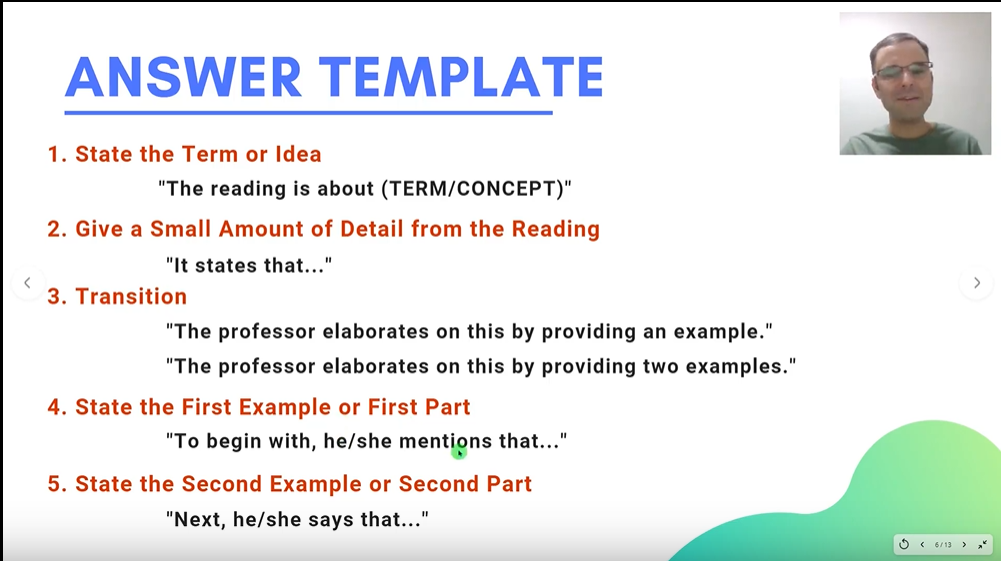 ANSWER TEMPLATE
1. State the Term or Idea
"The reading is about (TERM/CONCEPT)"
2. Give a Small Amount of Detail from the Reading
"It states that..."
3. Transition
"The professor elaborates on this by providing an example."
"The professor elaborates on this by providing two examples."
4. State the First Example or First Part
"To begin with, he/she mentions that..."
5. State the Second Example or Second Part
"Next, he/she says that..."
6/13